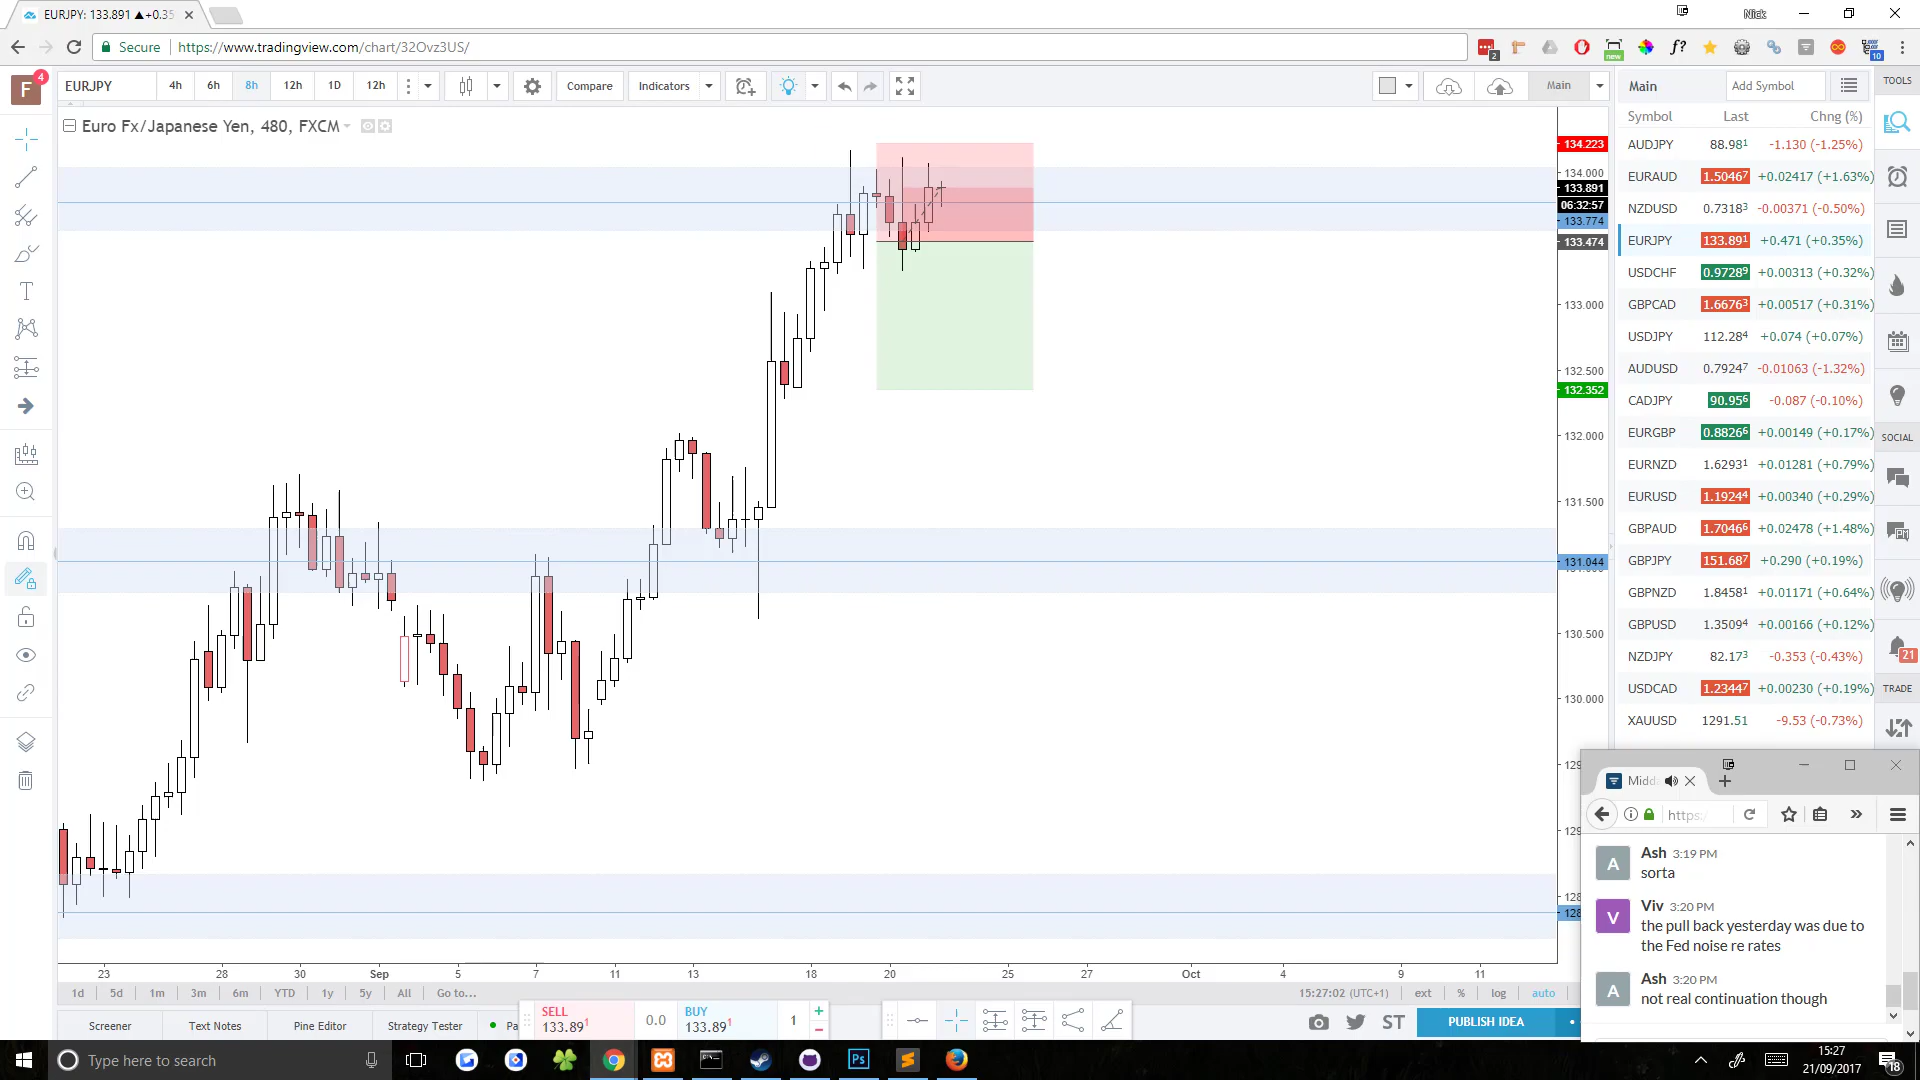 EURJPY: 133.891 ▲+0.35
Nick
Secure
https://www.tradingview.com/chart/32Ovz3US/
2
new
f?
10
F
4
EURJPY
4h
6h
8h
12h
1D
12h
Compare
Indicators
Main
Euro Fx/Japanese Yen, 480, FXCM
134.223
134.000
133.891
06:32:57
133.774
133.474
133.000
132.500
132.352
132.000
131.500
131.044
130.500
130.000
23
28
30
Sep
5
7
11
13
18
20
25
27
Oct
4
9
11
1d
5d
1m
3m
6m
YTD
1y
5y
All
Go to...
15:27:02 (UTC+1)
ext
%
log
auto
Screener
Text Notes
Pine Editor
Strategy Tester
Pa
SELL
133.89¹
0.0
BUY
133.89¹
1
ST
PUBLISH IDEA
Main
Add Symbol
Symbol Last Chng (%)
AUDJPY 88.98¹ -1.130 (-1.25%)
EURAUD 1.5046⁷ +0.02417 (+1.63%)
NZDUSD 0.7318³ -0.00371 (-0.50%)
EURJPY 133.89¹ +0.471 (+0.35%)
USDCHF 0.9728⁹ +0.00313 (+0.32%)
GBPCAD 1.6676³ +0.00517 (+0.31%)
USDJPY 112.28⁴ +0.074 (+0.07%)
AUDUSD 0.7924⁷ -0.01063 (-1.32%)
CADJPY 90.95⁶ -0.087 (-0.10%)
EURGBP 0.8826⁶ +0.00149 (+0.17%)
EURNZD 1.6293¹ +0.01281 (+0.79%)
EURUSD 1.1924⁴ +0.00340 (+0.29%)
GBPAUD 1.7046⁶ +0.02478 (+1.48%)
GBPJPY 151.68⁷ +0.290 (+0.19%)
GBPNZD 1.8458¹ +0.01171 (+0.64%)
GBPUSD 1.3509⁴ +0.00166 (+0.12%)
NZDJPY 82.17³ -0.353 (-0.43%)
USDCAD 1.2344⁷ +0.00230 (+0.19%)
XAUUSD 1291.51 -9.53 (-0.73%)
TOOLS
SOCIAL
21
TRADE
Midd
https:
A
Ash 3:19 PM
sorta
V
Viv 3:20 PM
the pull back yesterday was due to
the Fed noise re rates
A
Ash 3:20 PM
not real continuation though
Type here to search
Ps
15:27
21/09/2017
18